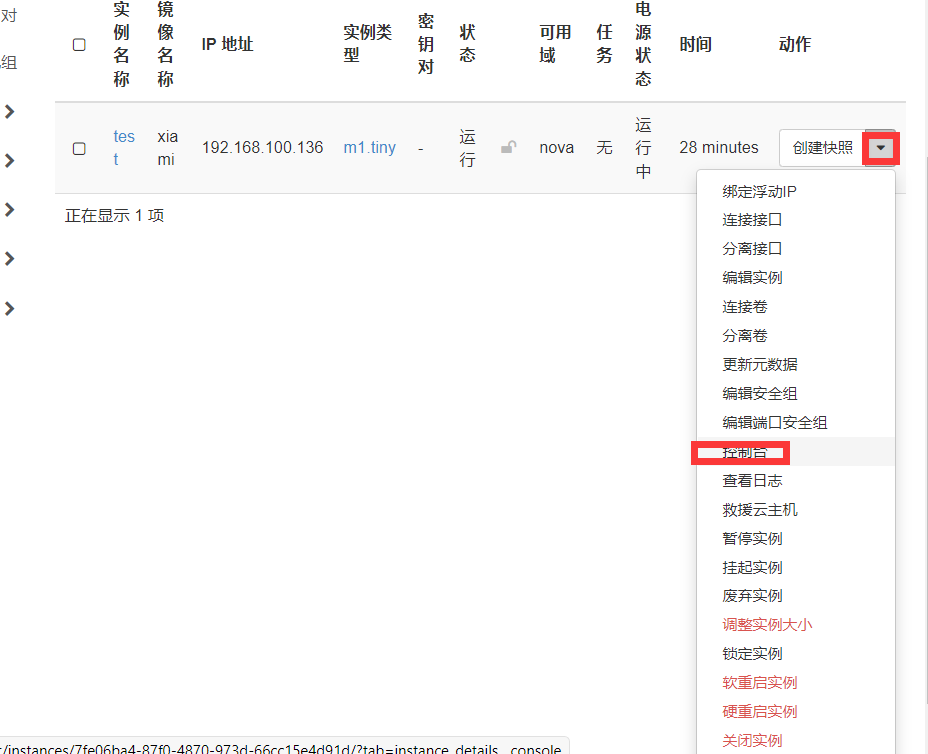 对
组
实例名称
镜像名称
IP 地址
实例类型
密钥对
状态
可用域
任务
电源状态
时间
动作
tes
t
xia
mi
192.168.100.136
m1.tiny
-
运行
nova
无
运行中
28 minutes
创建快照
正在显示 1 项
绑定浮动IP
连接接口
分离接口
编辑实例
连接卷
分离卷
更新元数据
编辑安全组
编辑端口安全组
控制台
查看日志
救援云主机
暂停实例
挂起实例
废弃实例
调整实例大小
锁定实例
软重启实例
硬重启实例
关闭实例
/instances/7fe06ba4-87f0-4870-973d-66cc15e4d91d/?tab=instance_details__console